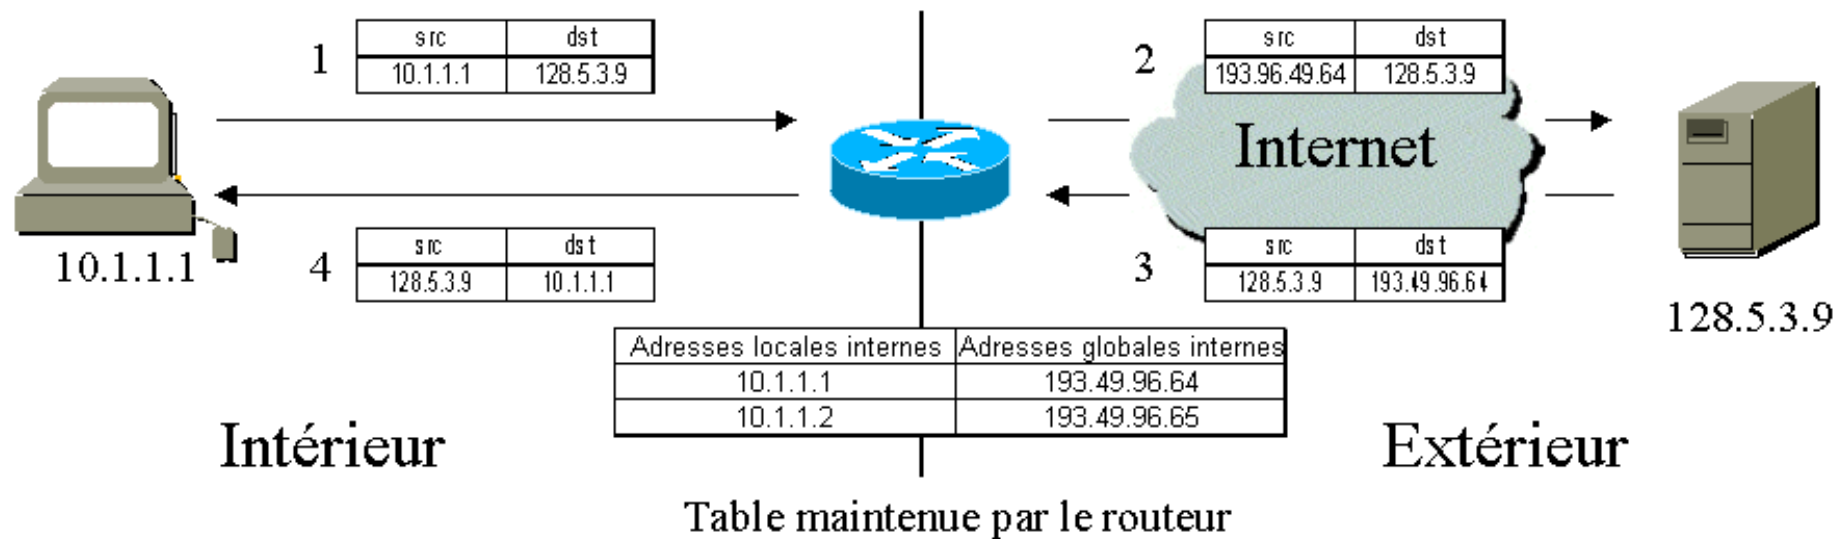 1
src dst
10.1.1.1 128.5.3.9
2
src dst
193.96.49.64 128.5.3.9
Internet
10.1.1.1
4
src dst
128.5.3.9 10.1.1.1
3
src dst
128.5.3.9 193.49.96.64
128.5.3.9
Adresses locales internes Adresses globales internes
10.1.1.1 193.49.96.64
10.1.1.2 193.49.96.65
Intérieur
Extérieur
Table maintenue par le routeur